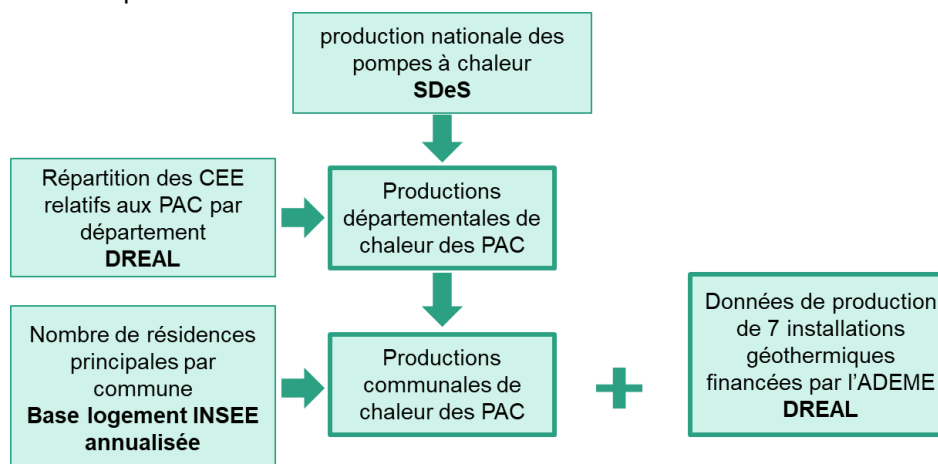 production nationale des
pompes à chaleur
SDeS
Répartition des CEE
relatifs aux PAC par
département
DREAL
Productions
départementales de
chaleur des PAC
Nombre de résidences
principales par
commune
Base logement INSEE
annualisée
Productions
communales de
chaleur des PAC
+
Données de production
de 7 installations
géothermiques
financées par l’ADEME
DREAL